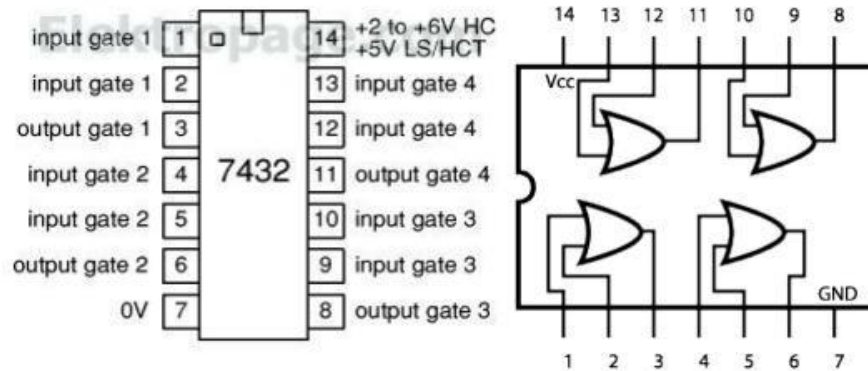 Elektropage.com
input gate 1 1 14 +2 to +6V HC
+5V LS/HCT
input gate 1 2 13 input gate 4
output gate 1 3 12 input gate 4
input gate 2 4 7432 11 output gate 4
input gate 2 5 10 input gate 3
output gate 2 6 9 input gate 3
0V 7 8 output gate 3
14 13 12 11 10 9 8
Vcc
GND
1 2 3 4 5 6 7